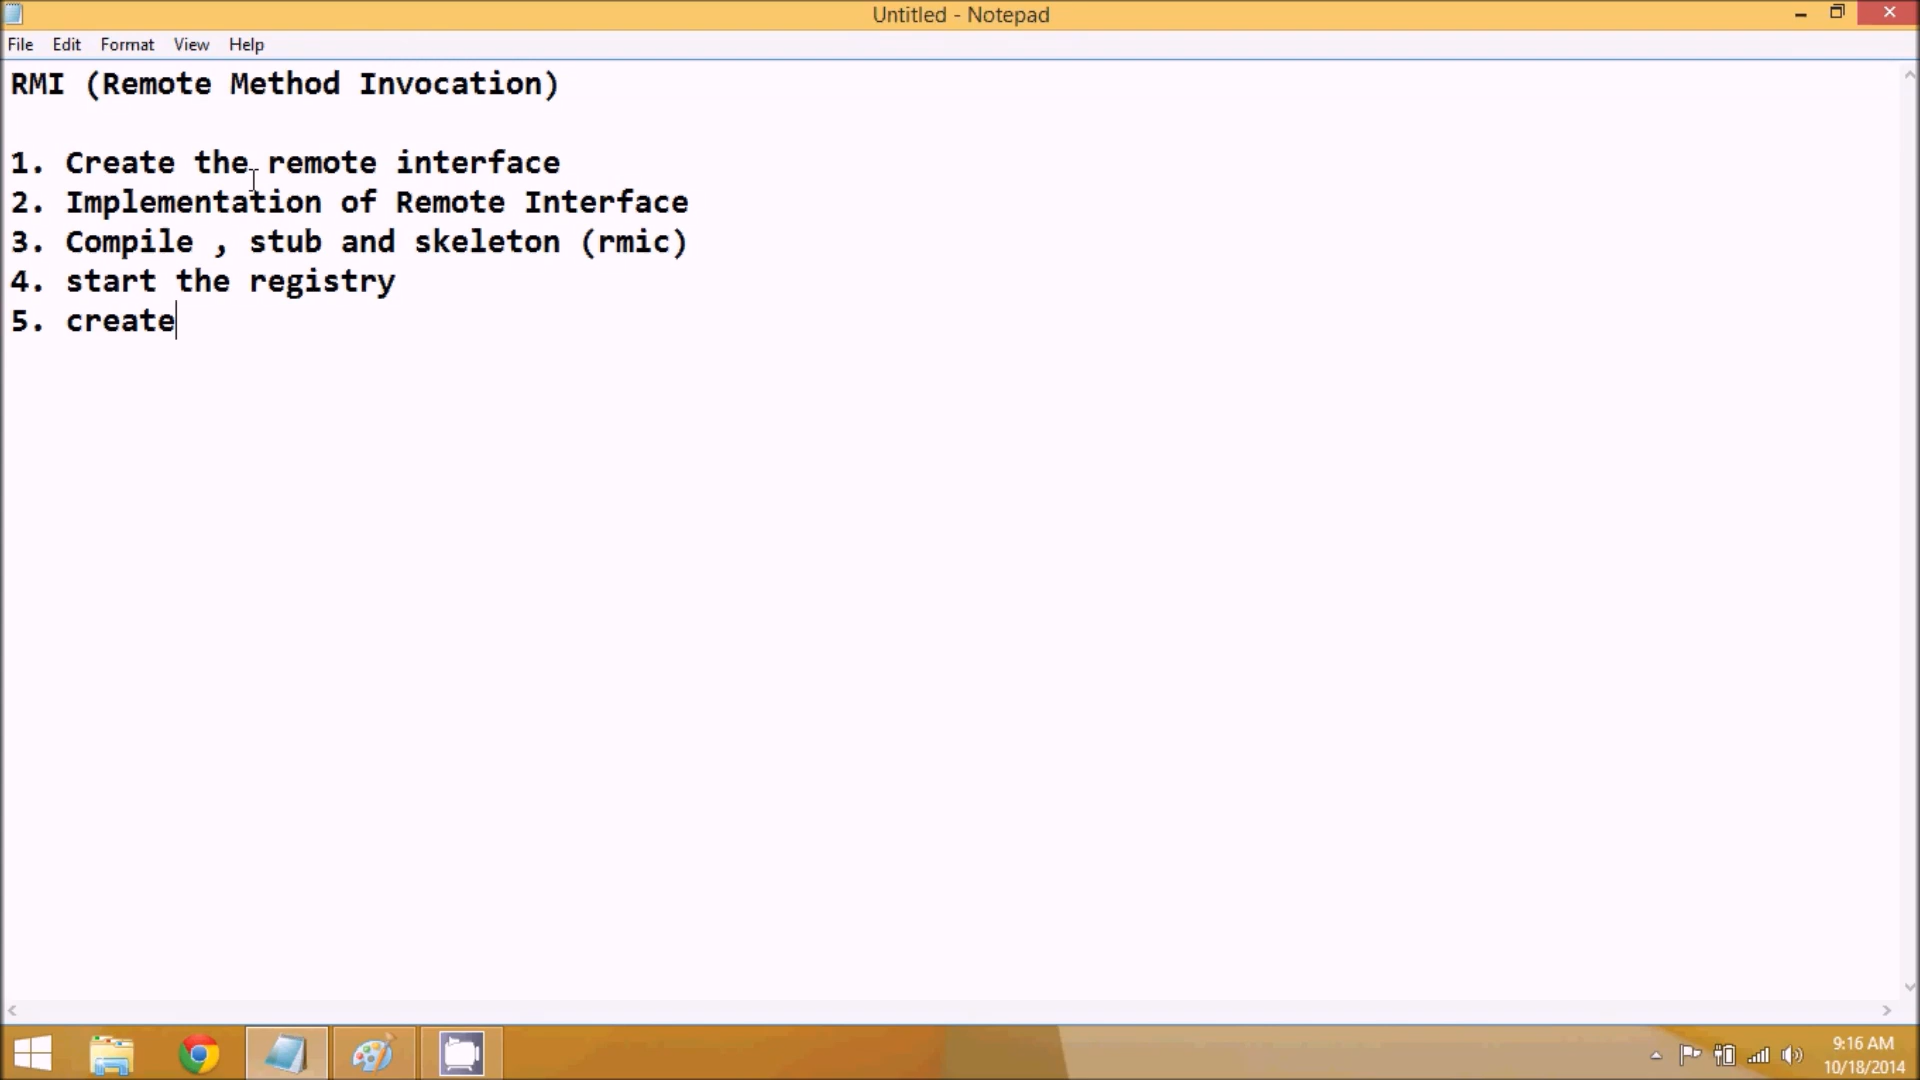 Untitled - Notepad
File Edit Format View Help
RMI (Remote Method Invocation)
1. Create the remote interface
2. Implementation of Remote Interface
3. Compile , stub and skeleton (rmic)
4. start the registry
5. create
9:16 AM
10/18/2014